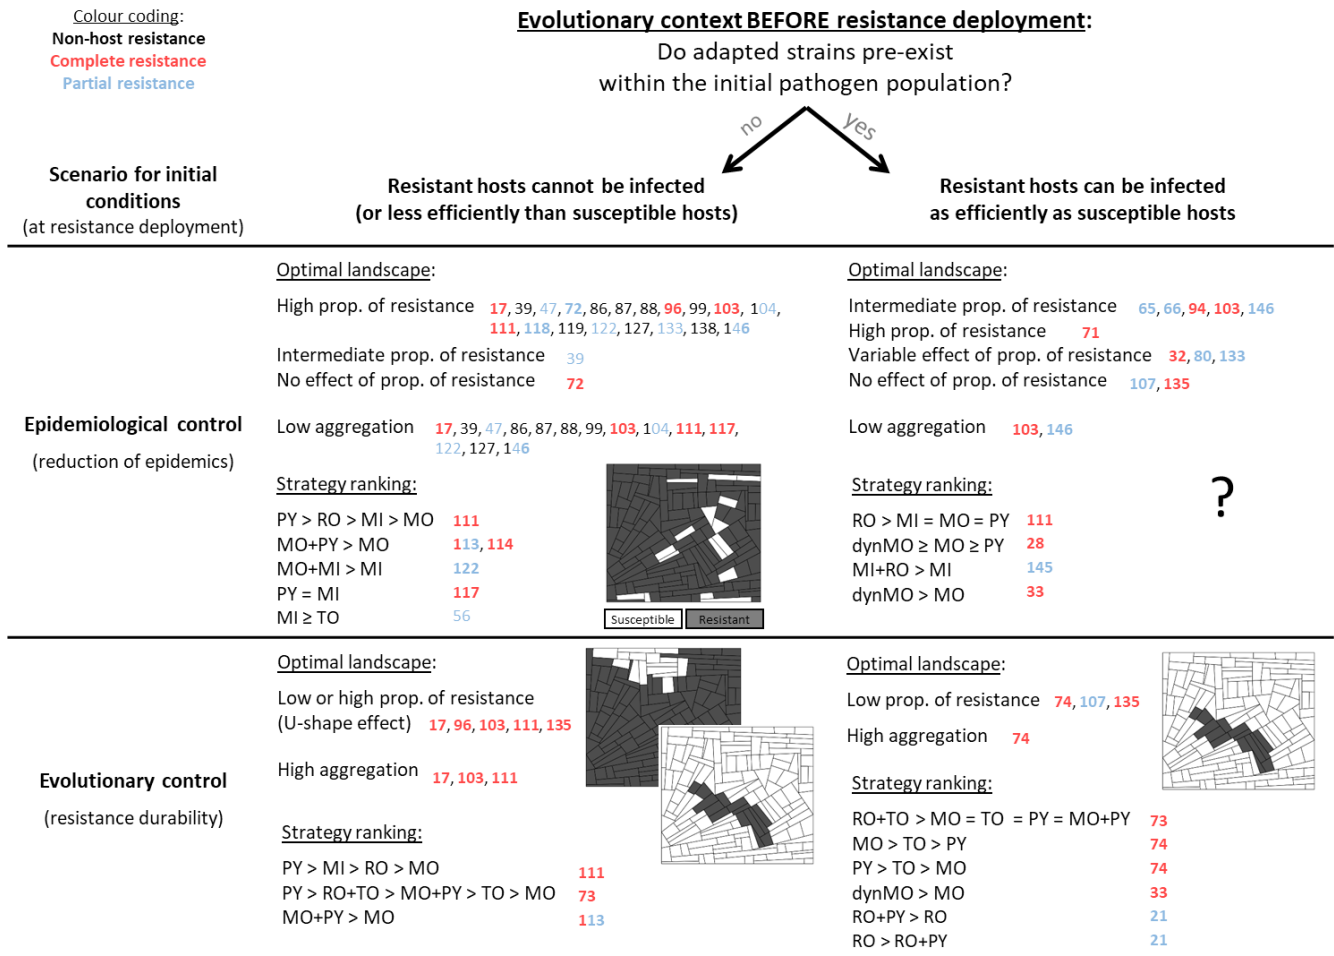 Colour coding:
Non-host resistance
Complete resistance
Partial resistance
Evolutionary context BEFORE resistance deployment:
Do adapted strains pre-exist
within the initial pathogen population?
no
yes
Scenario for initial
conditions
(at resistance deployment)
Resistant hosts cannot be infected
(or less efficiently than susceptible hosts)
Resistant hosts can be infected
as efficiently as susceptible hosts
Epidemiological control
(reduction of epidemics)
Optimal landscape:
High prop. of resistance 17, 39, 47, 72, 86, 87, 88, 96, 99, 103, 104,
111, 118, 119, 122, 127, 133, 138, 146
Intermediate prop. of resistance 39
No effect of prop. of resistance 72
Low aggregation 17, 39, 47, 86, 87, 88, 99, 103, 104, 111, 117,
122, 127, 146
Strategy ranking:
PY > RO > MI > MO 111
MO+PY > MO 113, 114
MO+MI > MI 122
PY = MI 117
MI ≥ TO 56
Susceptible
Resistant
Optimal landscape:
Intermediate prop. of resistance 65, 66, 94, 103, 146
High prop. of resistance 71
Variable effect of prop. of resistance 32, 80, 133
No effect of prop. of resistance 107, 135
Low aggregation 103, 146
Strategy ranking:
RO > MI = MO = PY 111
dynMO ≥ MO ≥ PY 28
MI+RO > MI 145
dynMO > MO 33
?
Evolutionary control
(resistance durability)
Optimal landscape:
Low or high prop. of resistance
(U-shape effect) 17, 96, 103, 111, 135
High aggregation 17, 103, 111
Strategy ranking:
PY > MI > RO > MO 111
PY > RO+TO > MO+PY > TO > MO 73
MO+PY > MO 113
Optimal landscape:
Low prop. of resistance 74, 107, 135
High aggregation 74
Strategy ranking:
RO+TO > MO = TO = PY = MO+PY 73
MO > TO > PY 74
PY > TO > MO 74
dynMO > MO 33
RO+PY > RO 21
RO > RO+PY 21